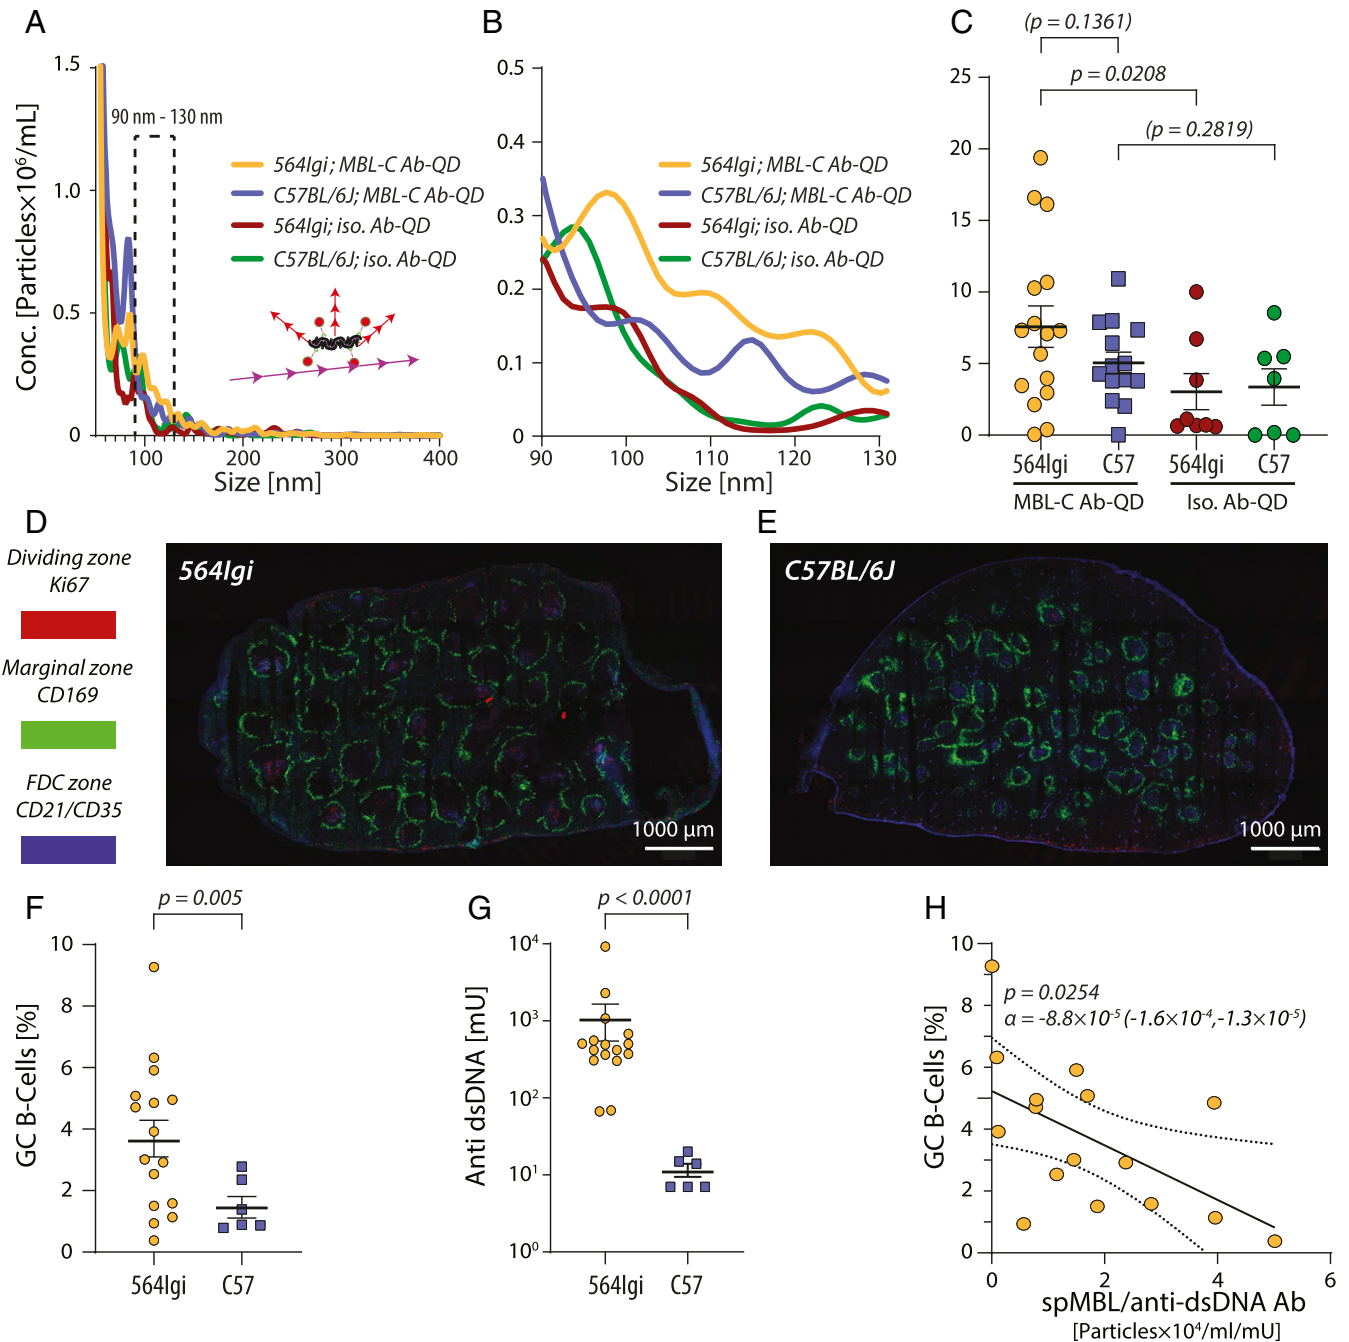 A
Conc. [Particles×10⁶/mL]
1.5
1.0
0.5
0
90 nm - 130 nm
564Igi; MBL-C Ab-QD
C57BL/6J; MBL-C Ab-QD
564Igi; iso. Ab-QD
C57BL/6J; iso. Ab-QD
100
200
300
400
Size [nm]
B
0.5
0.4
0.3
0.2
0.1
0
564Igi; MBL-C Ab-QD
C57BL/6J; MBL-C Ab-QD
564Igi; iso. Ab-QD
C57BL/6J; iso. Ab-QD
90
100
110
120
130
Size [nm]
C
(p = 0.1361)
p = 0.0208
(p = 0.2819)
25
20
15
10
5
0
564Igi
C57
564Igi
C57
MBL-C Ab-QD
Iso. Ab-QD
D
Dividing zone
Ki67
Marginal zone
CD169
FDC zone
CD21/CD35
564Igi
1000 µm
E
C57BL/6J
1000 µm
F
p = 0.005
GC B-Cells [%]
10
8
6
4
2
0
564Igi
C57
G
p < 0.0001
Anti dsDNA [mU]
10⁴
10³
10²
10¹
10⁰
564Igi
C57
H
GC B-Cells [%]
10
8
6
4
2
0
p = 0.0254
α = -8.8×10⁻⁵ (-1.6×10⁻⁴,-1.3×10⁻⁵)
0
2
4
6
spMBL/anti-dsDNA Ab
[Particles×10⁴/ml/mU]